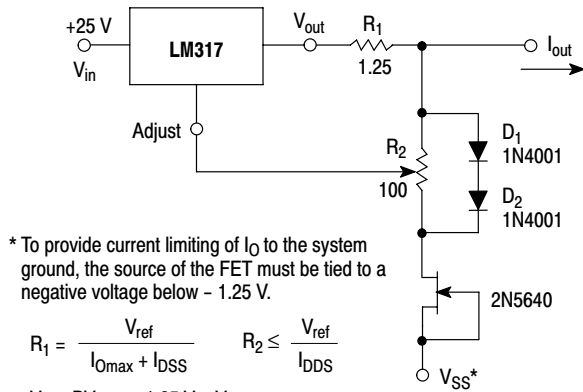 +25 V
V_in
LM317
V_out
R_1
1.25
I_out
Adjust
R_2
100
D_1
1N4001
D_2
1N4001
2N5640
V_SS*
* To provide current limiting of I_O to the system
ground, the source of the FET must be tied to a
negative voltage below – 1.25 V.
R_1 = V_ref / (I_Omax + I_DSS)
R_2 ≤ V_ref / I_DDS